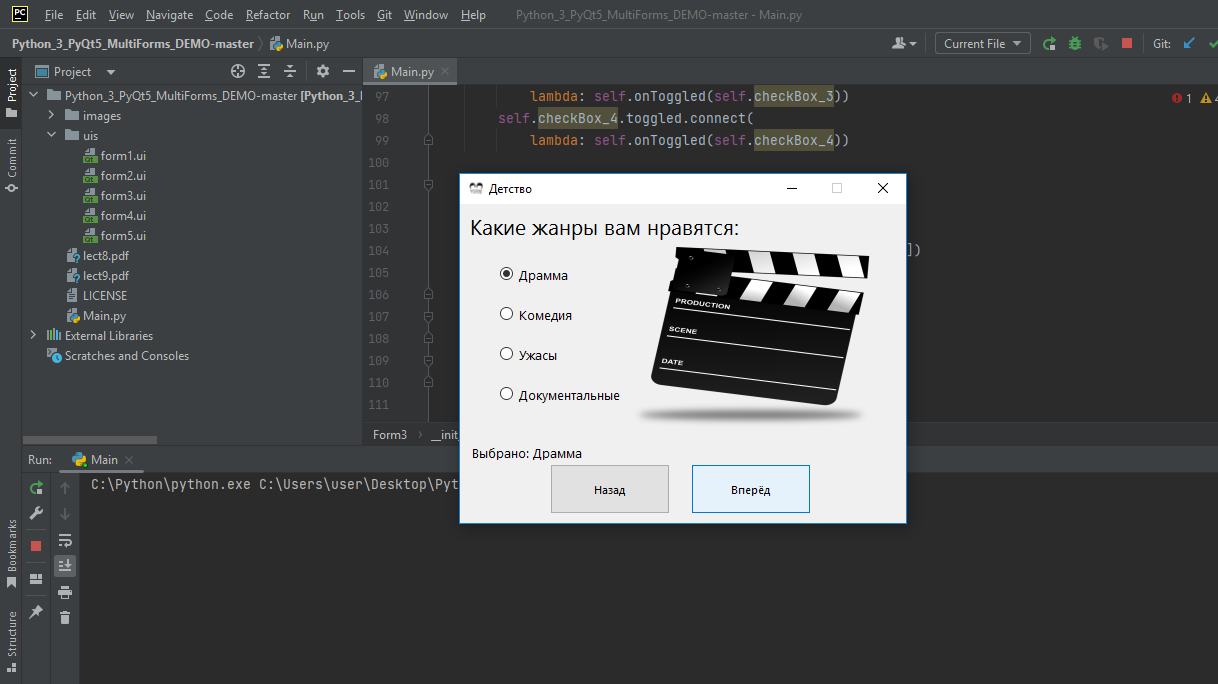 PC File Edit View Navigate Code Refactor Run Tools Git Window Help Python_3_PyQt5_MultiForms_DEMO-master - Main.py
Python_3_PyQt5_MultiForms_DEMO-master Main.py Current File Git:
Project Main.py
Project
Commit
Bookmarks
Structure
Python_3_PyQt5_MultiForms_DEMO-master [Python_3_
images
uis
form1.ui
form2.ui
form3.ui
form4.ui
form5.ui
lect8.pdf
lect9.pdf
LICENSE
Main.py
External Libraries
Scratches and Consoles
97 lambda: self.onToggled(self.checkBox_3))
98 self.checkBox_4.toggled.connect(
99 lambda: self.onToggled(self.checkBox_4))
100
101
102
103
104 ])
105
106
107
108
109
110
111
1 4
Form3 __init
Детство
Какие жанры вам нравятся:
Драмма
Комедия
Ужасы
Документальные
PRODUCTION
SCENE
DATE
Выбрано: Драмма
Назад Вперёд
Run: Main
C:\Python\python.exe C:\Users\user\Desktop\Pyt